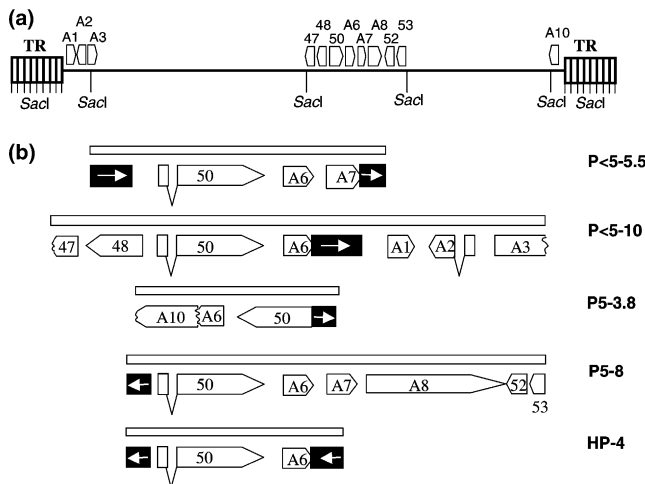 (a)
A2
A1 A3
TR
48 A6 A8 53
47 50 A7 52
A10
TR
SacI SacI SacI SacI SacI SacI
(b)
P<5-5.5
50 A6 A7
P<5-10
47 48 50 A6 A1 A2 A3
P5-3.8
A10 A6 50
P5-8
50 A6 A7 A8 52
53
HP-4
50 A6